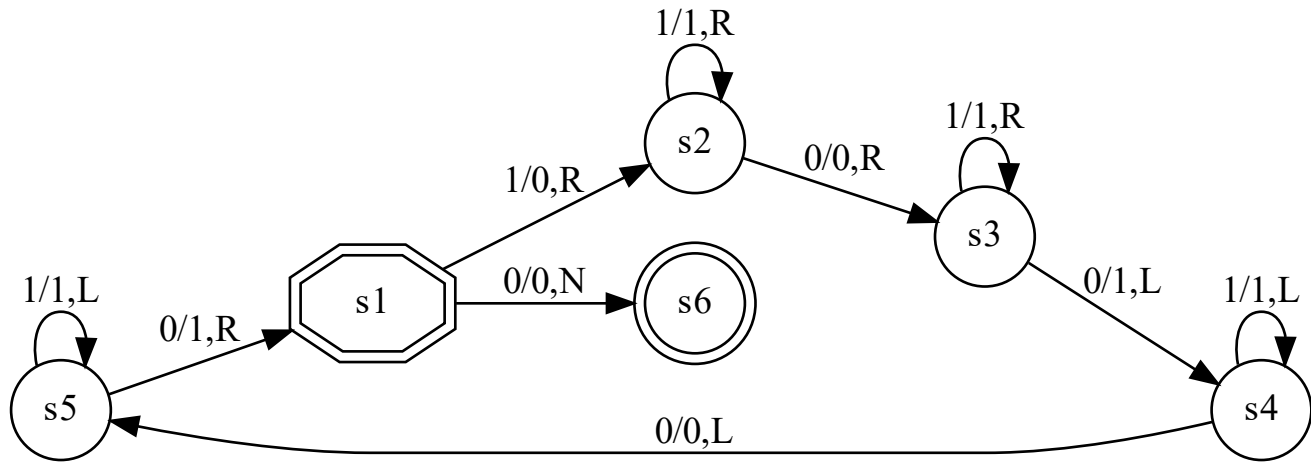 1/1,R
s2
1/1,R
0/0,R
1/0,R
s3
1/1,L
0/1,R
s1
0/0,N
s6
0/1,L
1/1,L
s5
0/0,L
s4